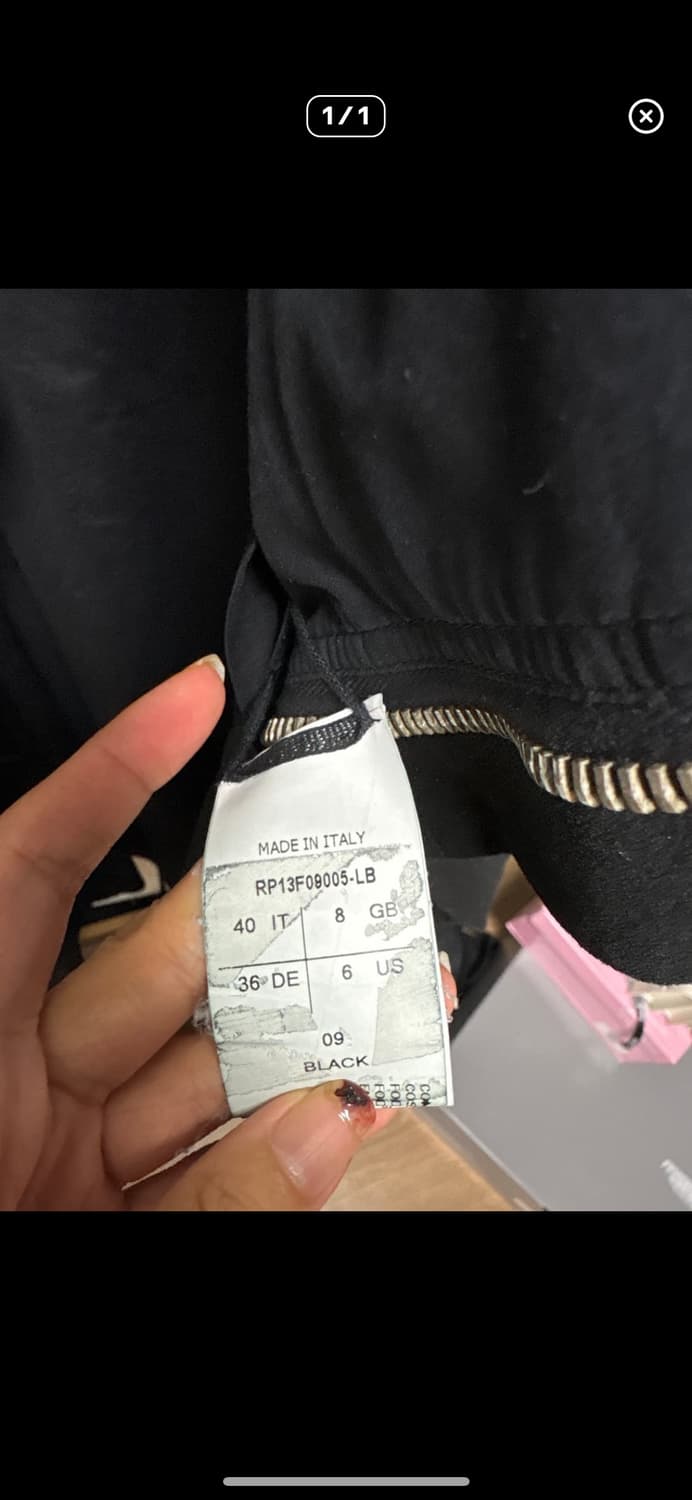 1/1
MADE IN ITALY
RP13F09005-LB
40 IT 8 GB
36 DE 6 US
09
BLACK